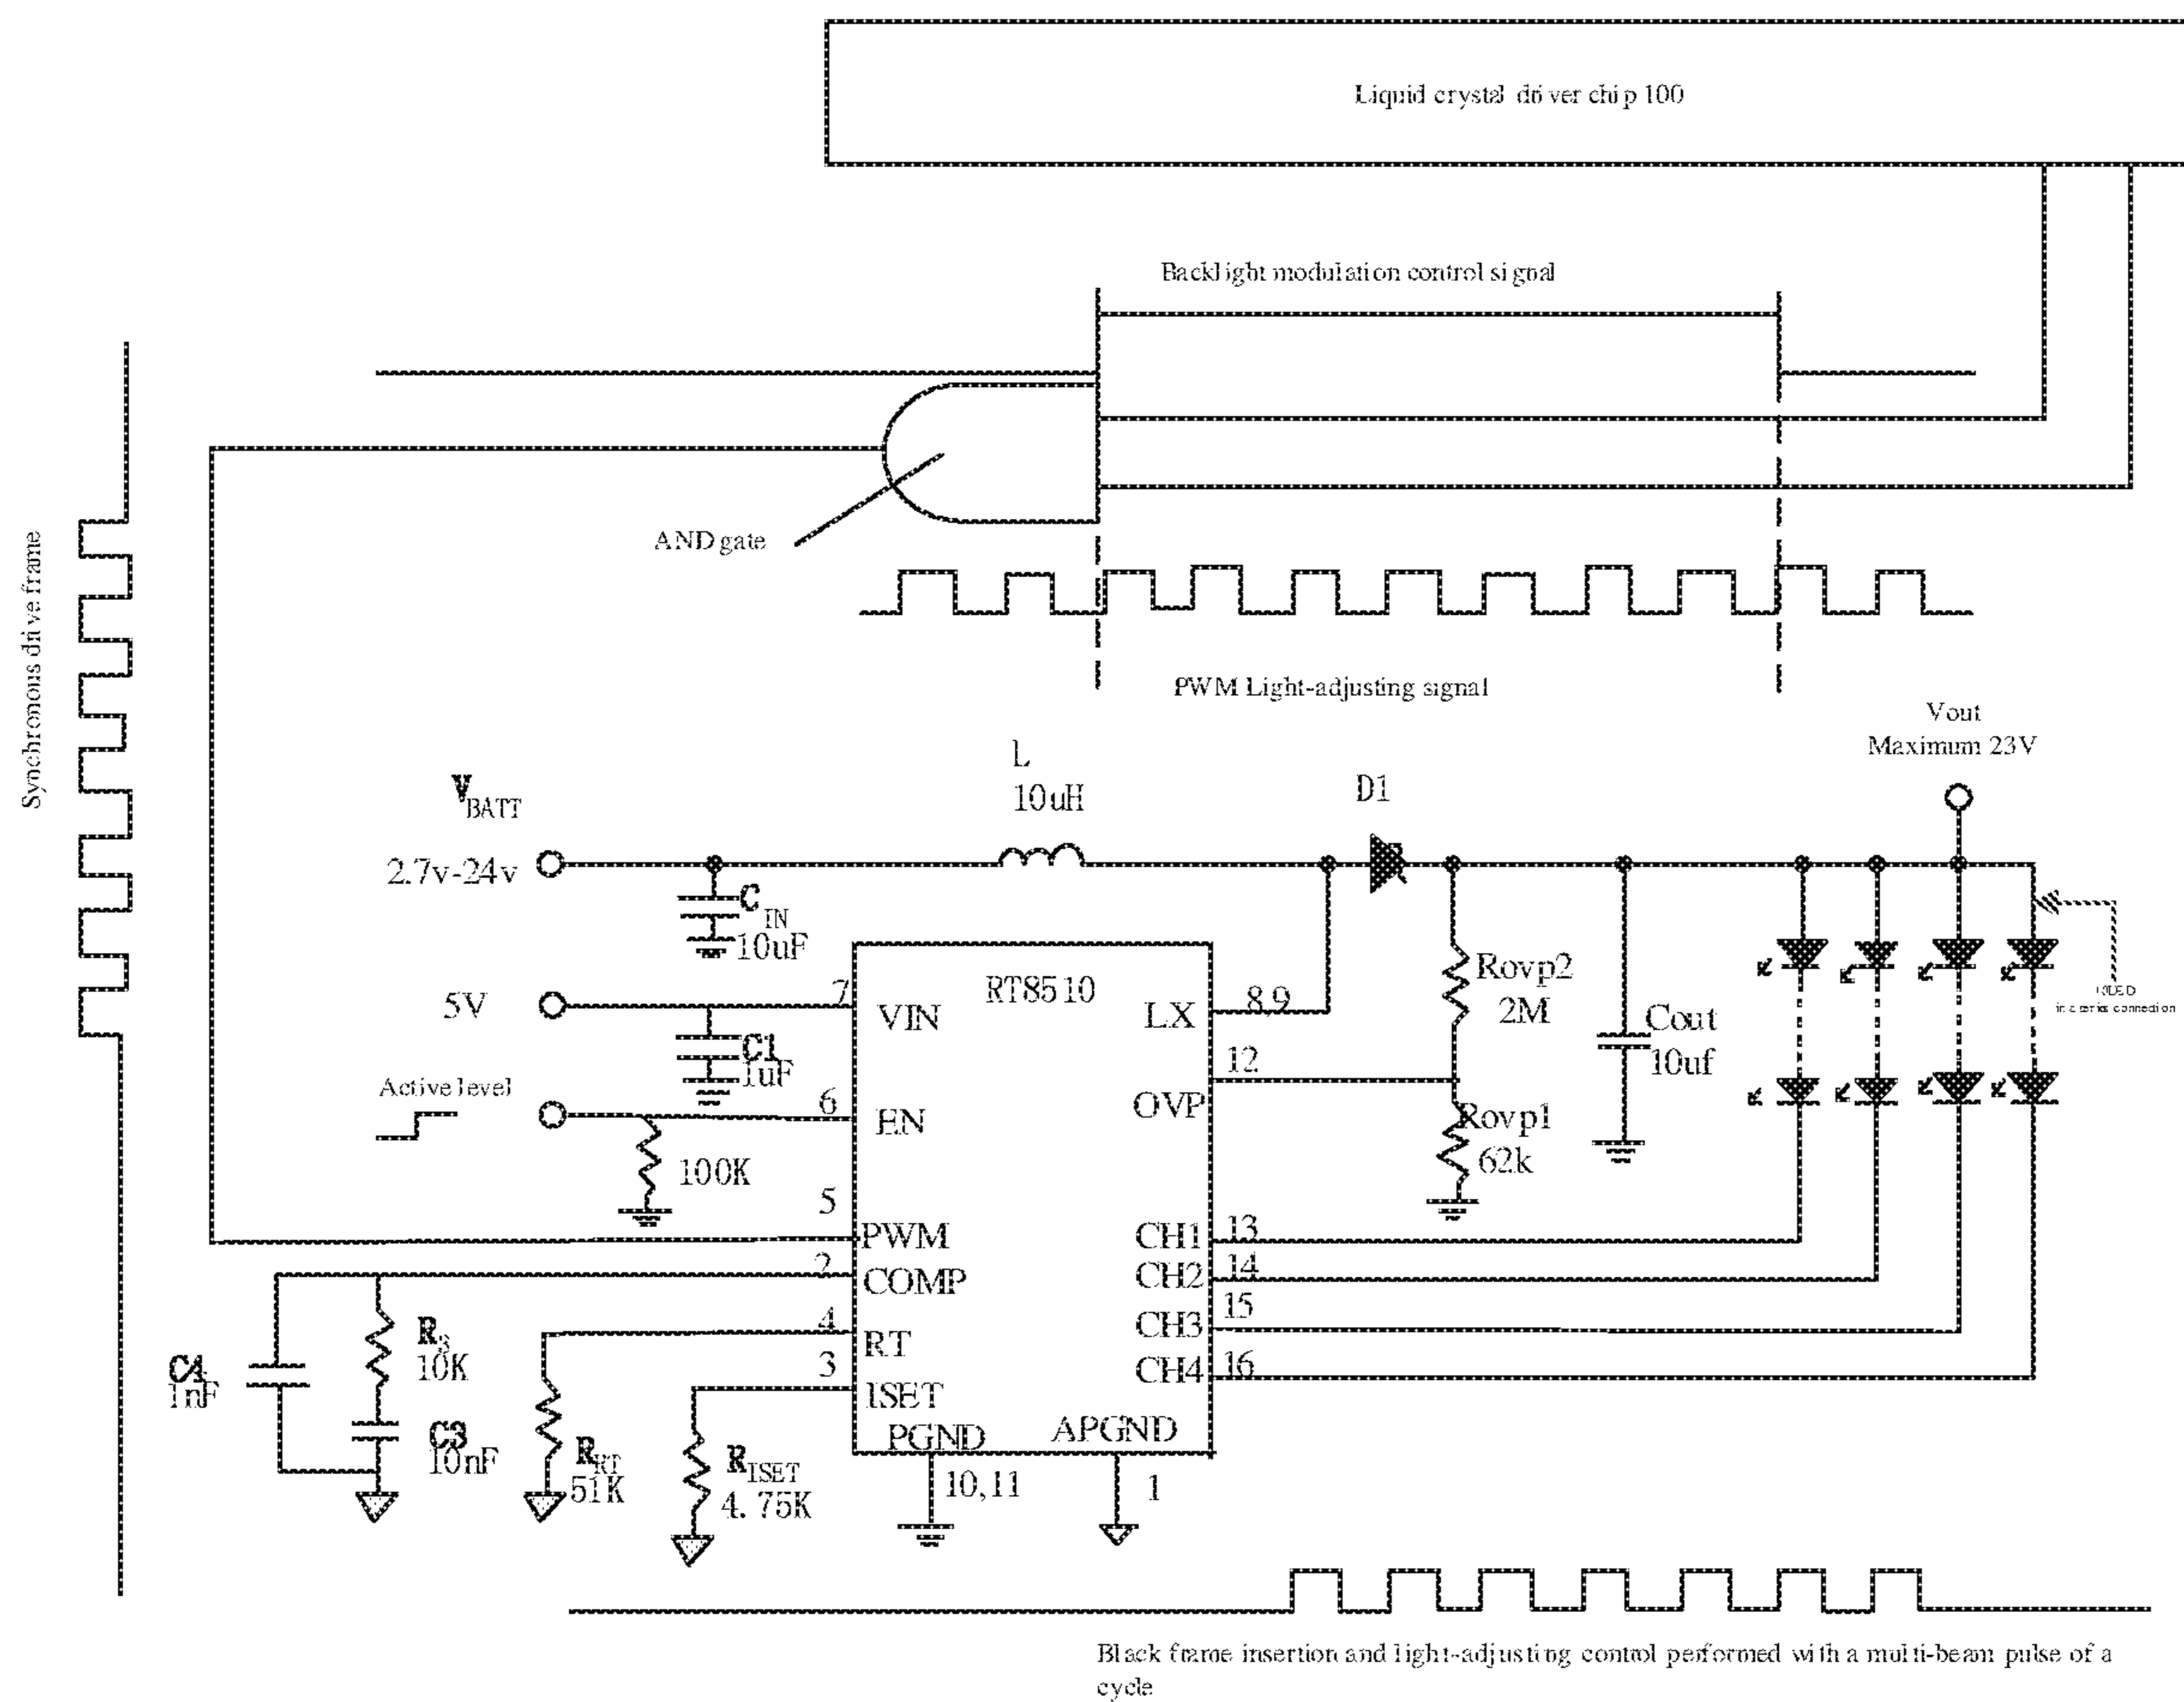 Liquid crystal driver chip 100
Backlight modulation control signal
Synchronous drive frame
AND gate
PWM Light-adjusting signal
Vout
Maximum 23V
L
10uH
D1
VBATT
2.7v-24v
CIN
10uF
5V
7
VIN
RT8510
LX
8,9
Rovp2
2M
Cout
10uf
LED
in a series connection
C1
1uF
12
OVP
Active level
6
EN
Rovp1
62k
100K
5
PWM
CH1
13
2
COMP
CH2
14
4
RT
CH3
15
3
ISET
CH4
16
R3
10K
C4
1nF
C3
10nF
RRT
51K
RISET
4.75K
PGND
APGND
10,11
1
Black frame insertion and light-adjusting control performed with a multi-beam pulse of a
cycle